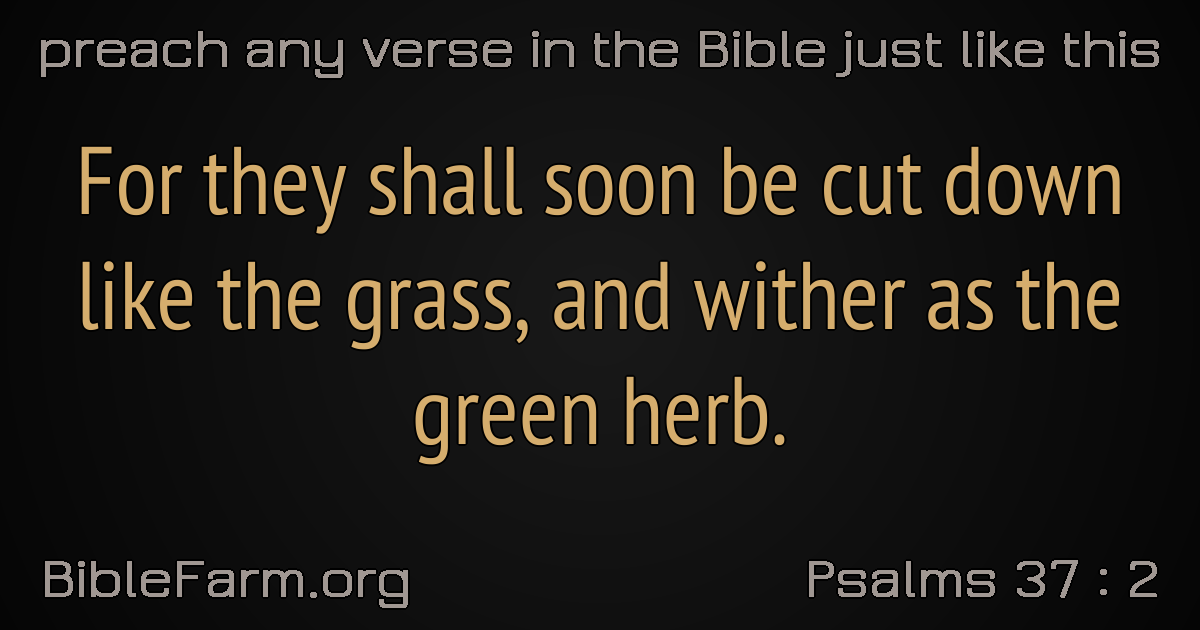 preach any verse in the Bible just like this
For they shall soon be cut down
like the grass, and wither as the
green herb.
BibleFarm.org
Psalms 37 : 2